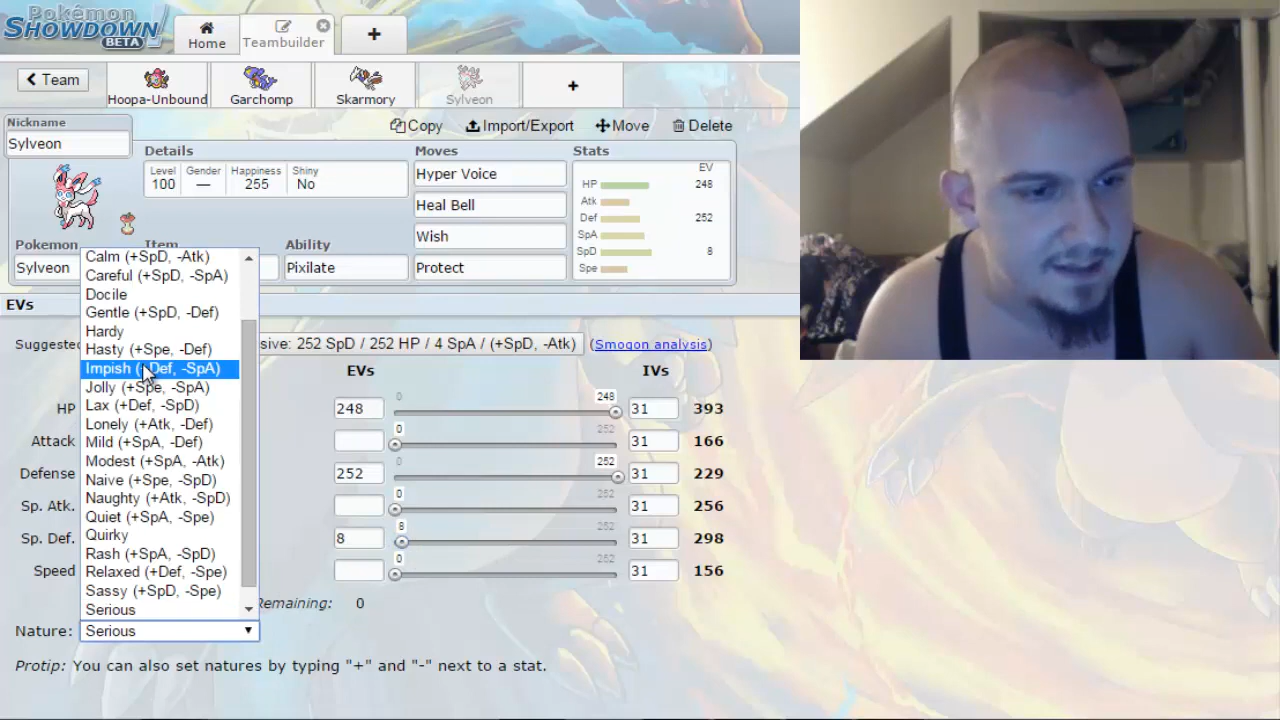 Pokémon
SHOWDOWN!
BETA
Home
Teambuilder
+
< Team
Hoopa-Unbound
Garchomp
Skarmory
Sylveon
+
Nickname
Sylveon
Copy
Import/Export
Move
Delete
Details
Level
100
Gender
—
Happiness
255
Shiny
No
Moves
Hyper Voice
Heal Bell
Wish
Protect
Stats
EV
HP 248
Atk
Def 252
SpA
SpD 8
Spe
Pokemon
Sylveon
Item
Ability
Pixilate
EVs
Calm (+SpD, -Atk)
Careful (+SpD, -SpA)
Docile
Gentle (+SpD, -Def)
Hardy
Hasty (+Spe, -Def)
Impish (+Def, -SpA)
Jolly (+Spe, -SpA)
Lax (+Def, -SpD)
Lonely (+Atk, -Def)
Mild (+SpA, -Def)
Modest (+SpA, -Atk)
Naive (+Spe, -SpD)
Naughty (+Atk, -SpD)
Quiet (+SpA, -Spe)
Quirky
Rash (+SpA, -SpD)
Relaxed (+Def, -Spe)
Sassy (+SpD, -Spe)
Serious
sive: 252 SpD / 252 HP / 4 SpA / (+SpD, -Atk)
(Smogon analysis)
EVs IVs
HP 248 0 248 31 393
Attack 0 252 31 166
Defense 252 0 252 31 229
Sp. Atk. 0 252 31 256
Sp. Def. 8 8 252 31 298
Speed 0 252 31 156
Remaining: 0
Nature: Serious
Protip: You can also set natures by typing "+" and "-" next to a stat.